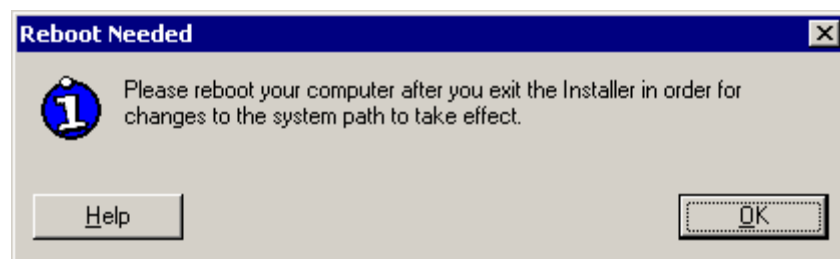 Reboot Needed
Please reboot your computer after you exit the Installer in order for
changes to the system path to take effect.
Help
OK